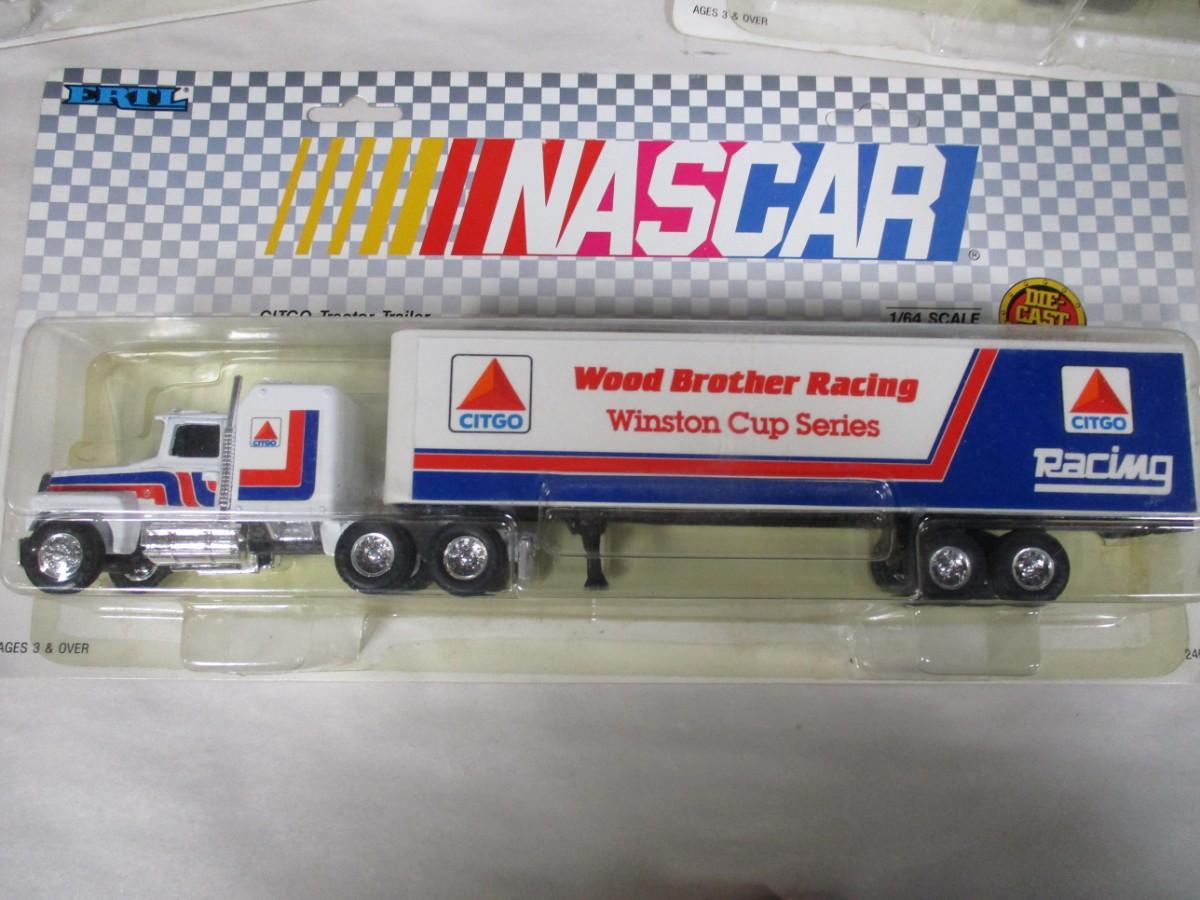 AGES 3 & OVER
ERTL
NASCAR
®
CITGO Tractor Trailer
1/64 SCALE
DIE-CAST
CITGO
Wood Brother Racing
Winston Cup Series
CITGO
Racing
CITGO
AGES 3 & OVER